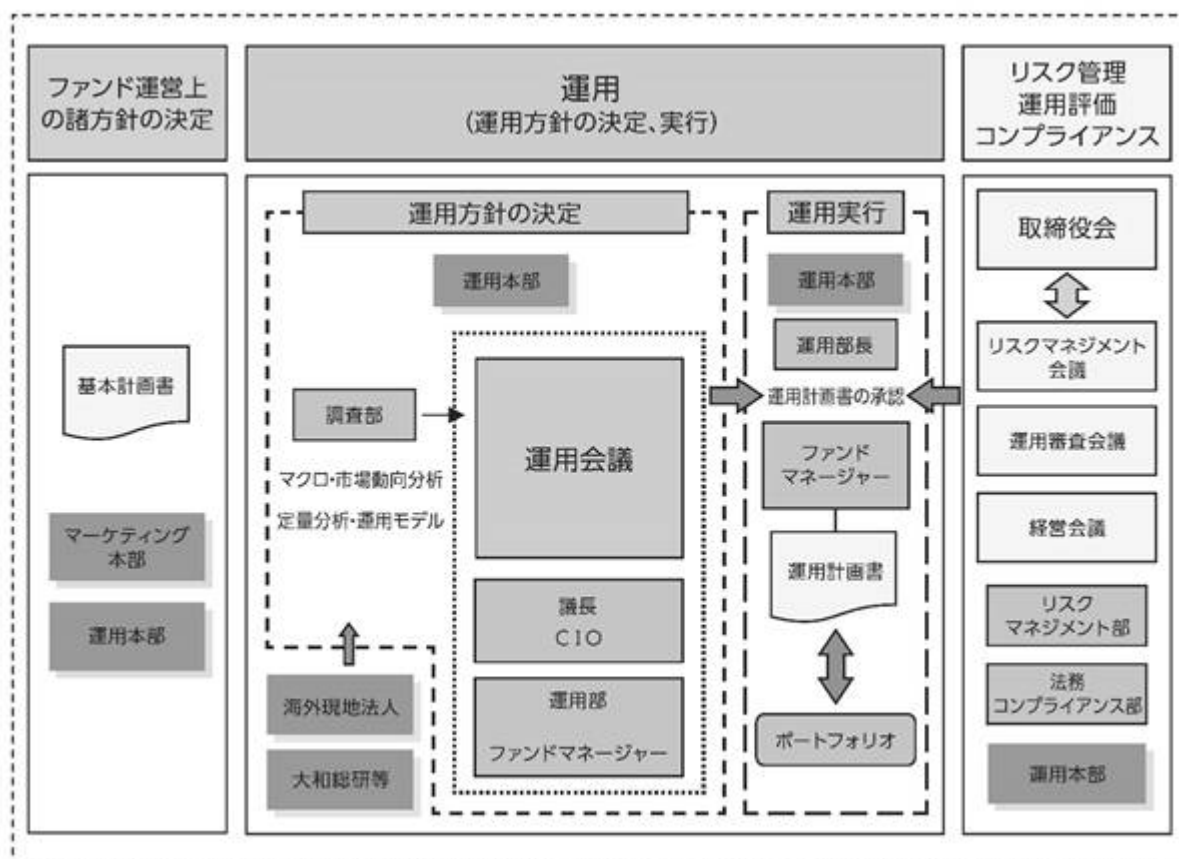 ファンド運営上
の諸方針の決定
運用
(運用方針の決定、実行)
リスク管理
運用評価
コンプライアンス
基本計画書
マーケティング
本部
運用本部
運用方針の決定
運用本部
調査部
マクロ・市場動向分析
定量分析・運用モデル
運用会議
議長
CIO
運用部
ファンドマネージャー
海外現地法人
大和総研等
運用実行
運用本部
運用部長
運用計画書の承認
ファンド
マネージャー
運用計画書
ポートフォリオ
取締役会
リスクマネジメント
会議
運用審査会議
経営会議
リスク
マネジメント部
法務
コンプライアンス部
運用本部